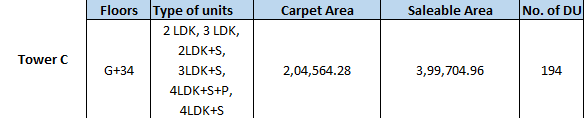 Floors Type of units Carpet Area Saleable Area No. of DU
Tower C G+34 2 LDK, 3 LDK, 2,04,564.28 3,99,704.96 194
2LDK+S,
3LDK+S,
4LDK+S+P,
4LDK+S